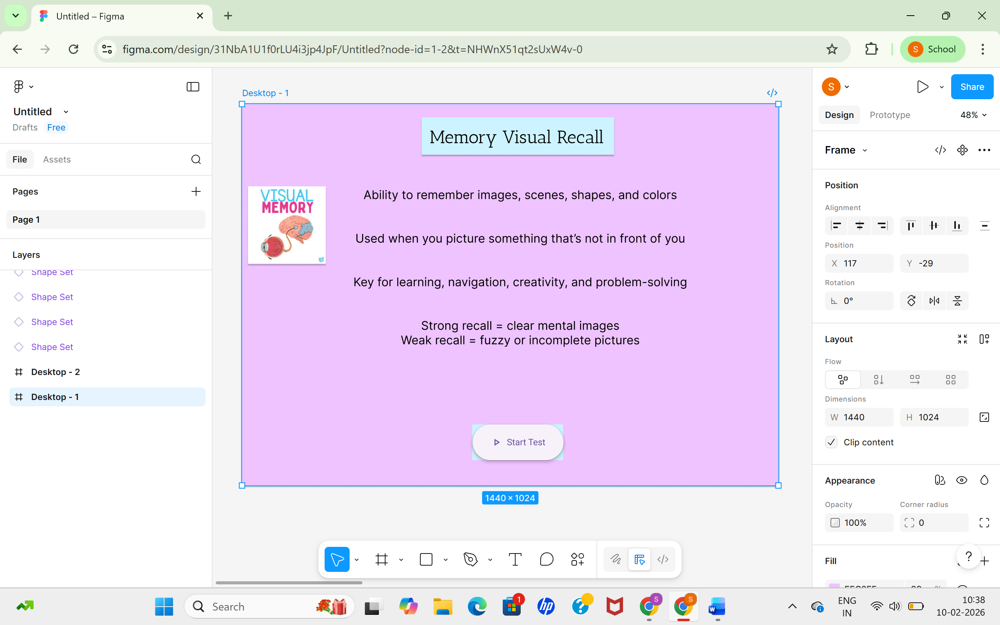 Untitled – Figma
figma.com/design/31NbA1U1f0rLU4i3jp4JpF/Untitled?node-id=1-2&t=NHWnX51qt2sUxW4v-0
S School
Untitled
Drafts Free
File Assets
Pages
Page 1
Layers
Shape Set
Shape Set
Shape Set
Shape Set
Desktop - 2
Desktop - 1
Desktop - 1
Memory Visual Recall
VISUAL
MEMORY
OT
Ability to remember images, scenes, shapes, and colors
Used when you picture something that’s not in front of you
Key for learning, navigation, creativity, and problem-solving
Strong recall = clear mental images
Weak recall = fuzzy or incomplete pictures
Start Test
1440 × 1024
S Share
Design Prototype 48%
Frame
Position
Alignment
Position
X 117 Y -29
Rotation
0°
Layout
Flow
Dimensions
W 1440 H 1024
Clip content
Appearance
Opacity Corner radius
100% 0
Fill
?
Search
1
hp
?
S
S
W
ENG
IN
10:38
10-02-2026